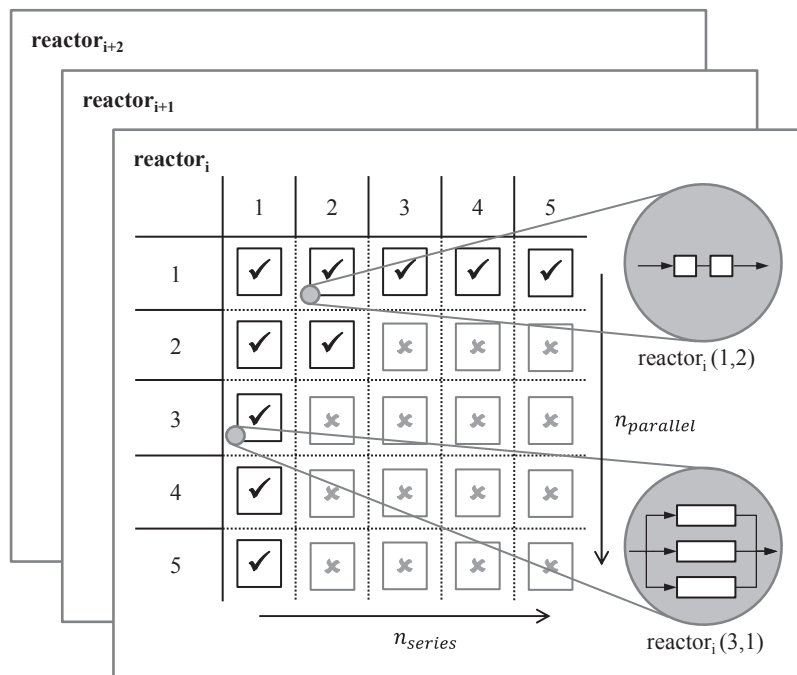 reactor_{i+2}
reactor_{i+1}
reactor_i
1 2 3 4 5
1 ✓ ✓ ✓ ✓ ✓
2 ✓ ✓ × × ×
3 ✓ × × × ×
4 ✓ × × × ×
5 ✓ × × × ×
reactor_i (1,2)
n_{parallel}
n_{series}
reactor_i (3,1)